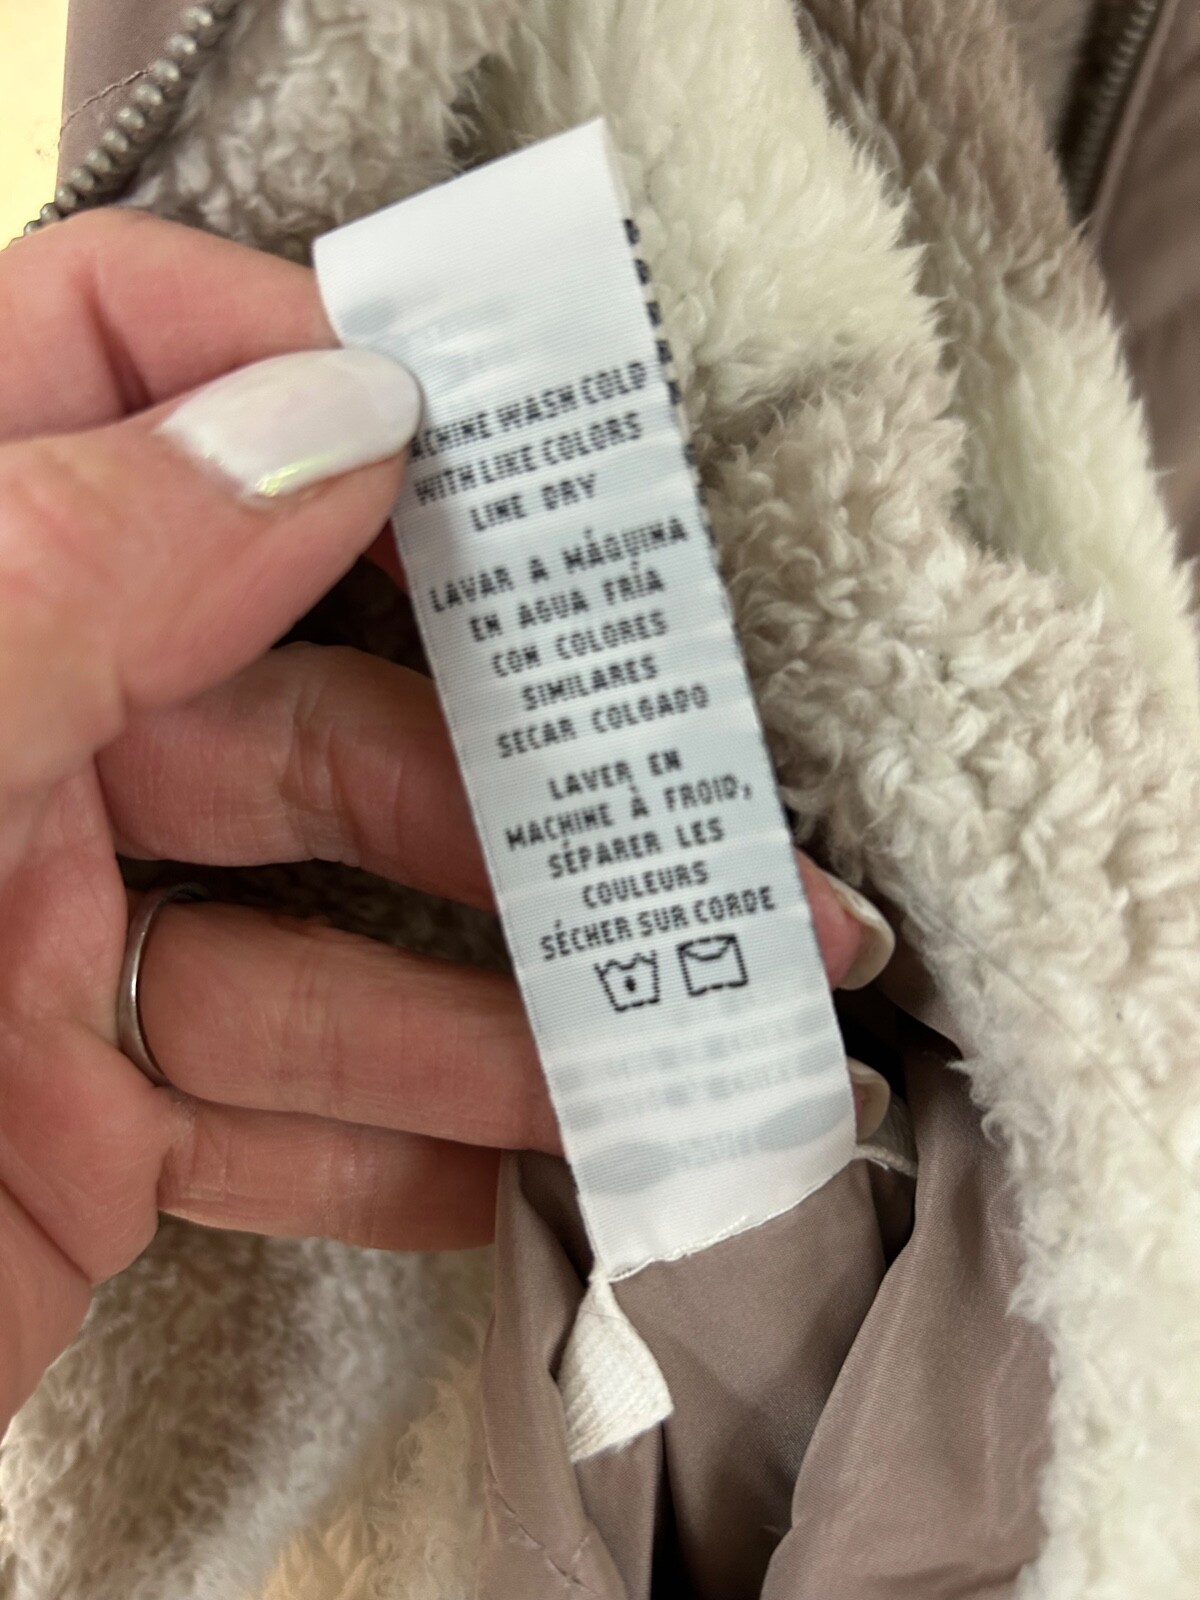 MACHINE WASH COLD
WITH LIKE COLORS
LINE DRY
LAVAR A MÁQUINA
EN AGUA FRÍA
CON COLORES
SIMILARES
SECAR COLGADO
LAVER EN
MACHINE À FROID,
SÉPARER LES
COULEURS
SÉCHER SUR CORDE